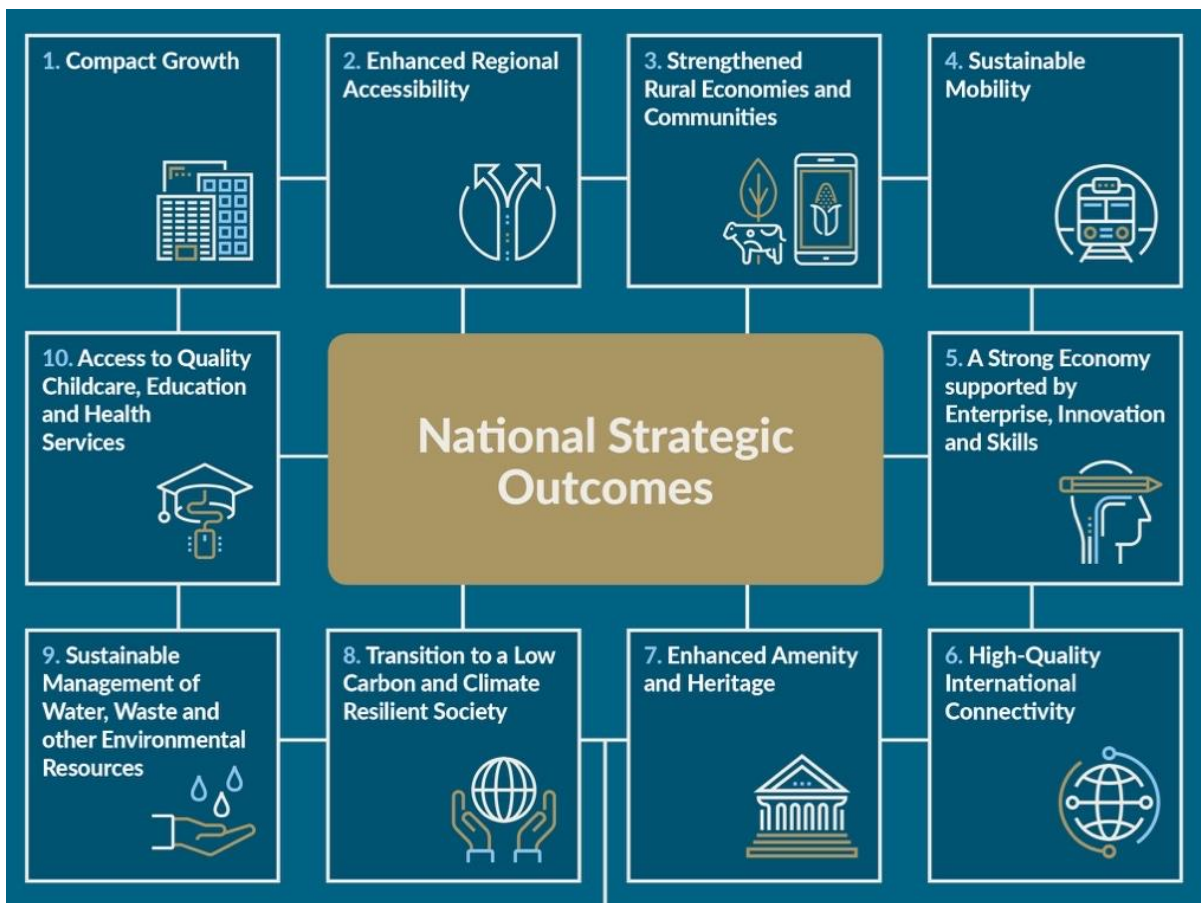 1. Compact Growth
2. Enhanced Regional
Accessibility
3. Strengthened
Rural Economies and
Communities
4. Sustainable
Mobility
10. Access to Quality
Childcare, Education
and Health
Services
National Strategic
Outcomes
5. A Strong Economy
supported by
Enterprise, Innovation
and Skills
9. Sustainable
Management of
Water, Waste and
other Environmental
Resources
8. Transition to a Low
Carbon and Climate
Resilient Society
7. Enhanced Amenity
and Heritage
6. High-Quality
International
Connectivity